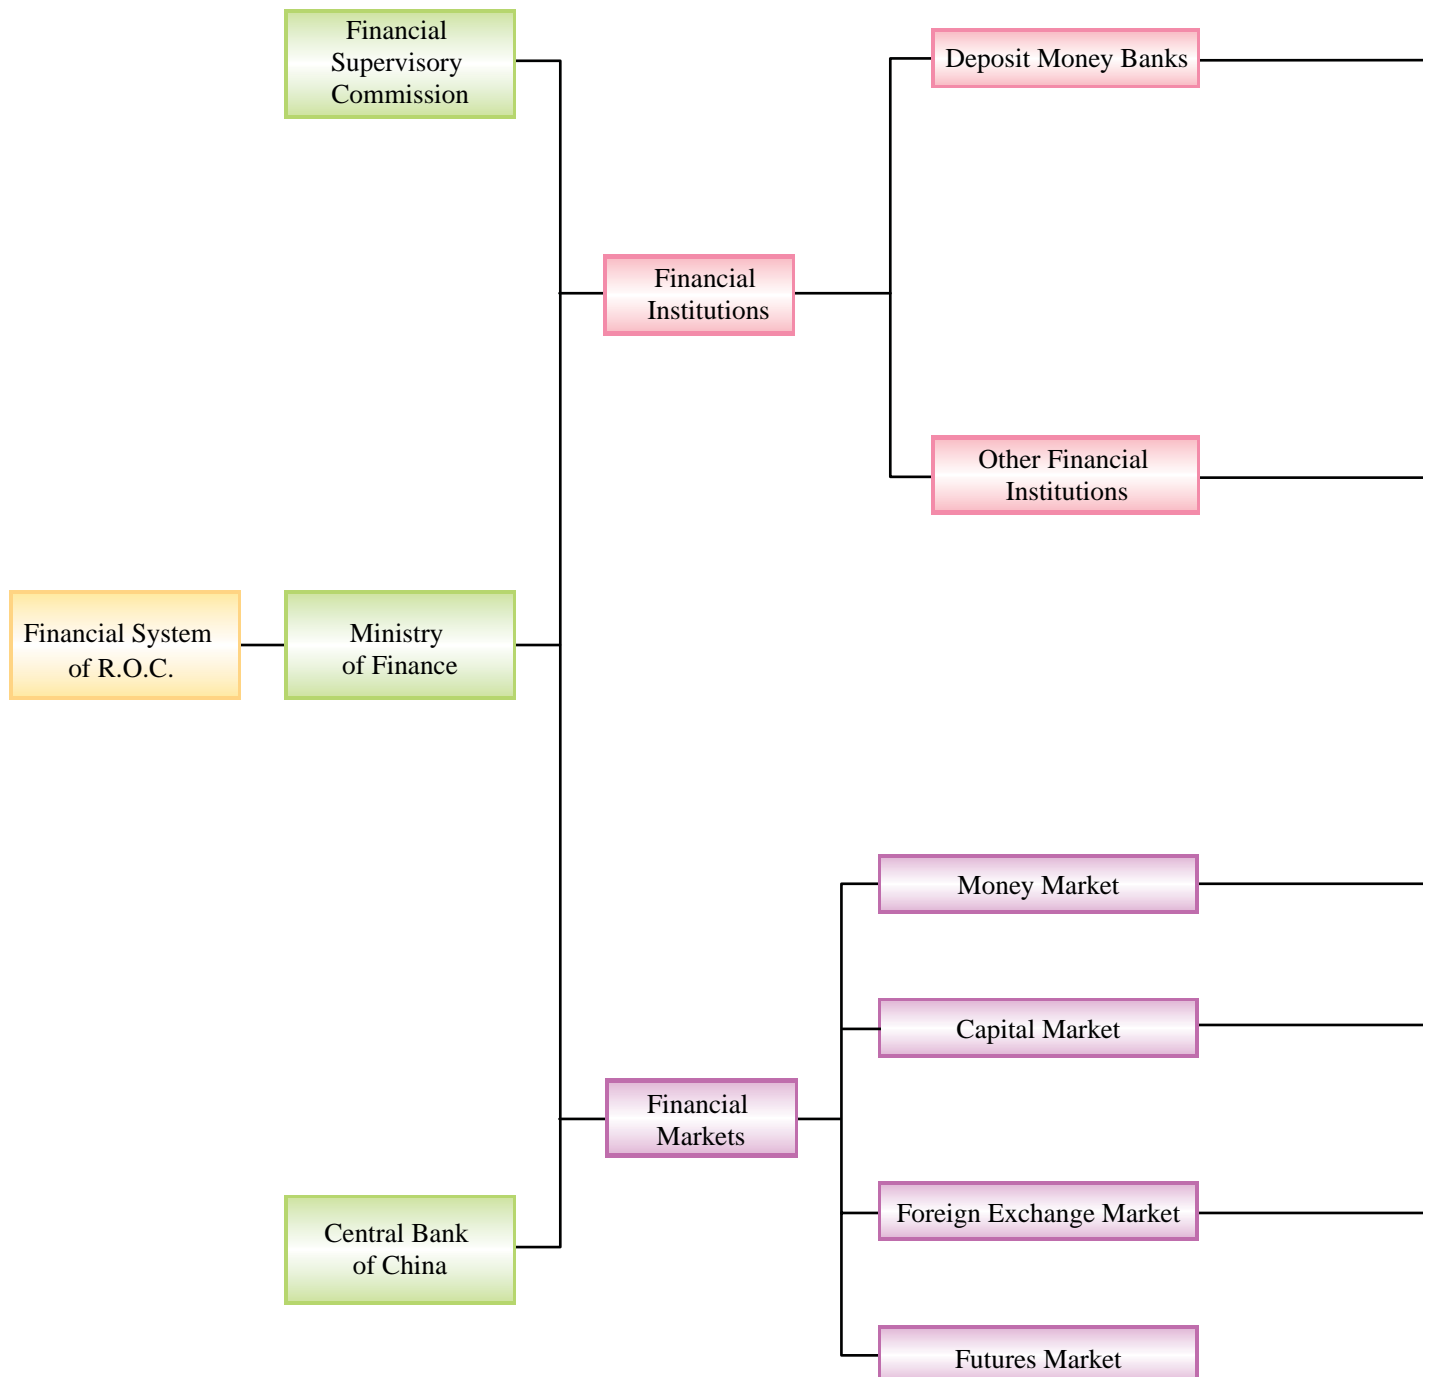 Financial
Supervisory
Commission
Deposit Money Banks
Financial
Institutions
Other Financial
Institutions
Financial System
of R.O.C.
Ministry
of Finance
Money Market
Capital Market
Financial
Markets
Foreign Exchange Market
Central Bank
of China
Futures Market